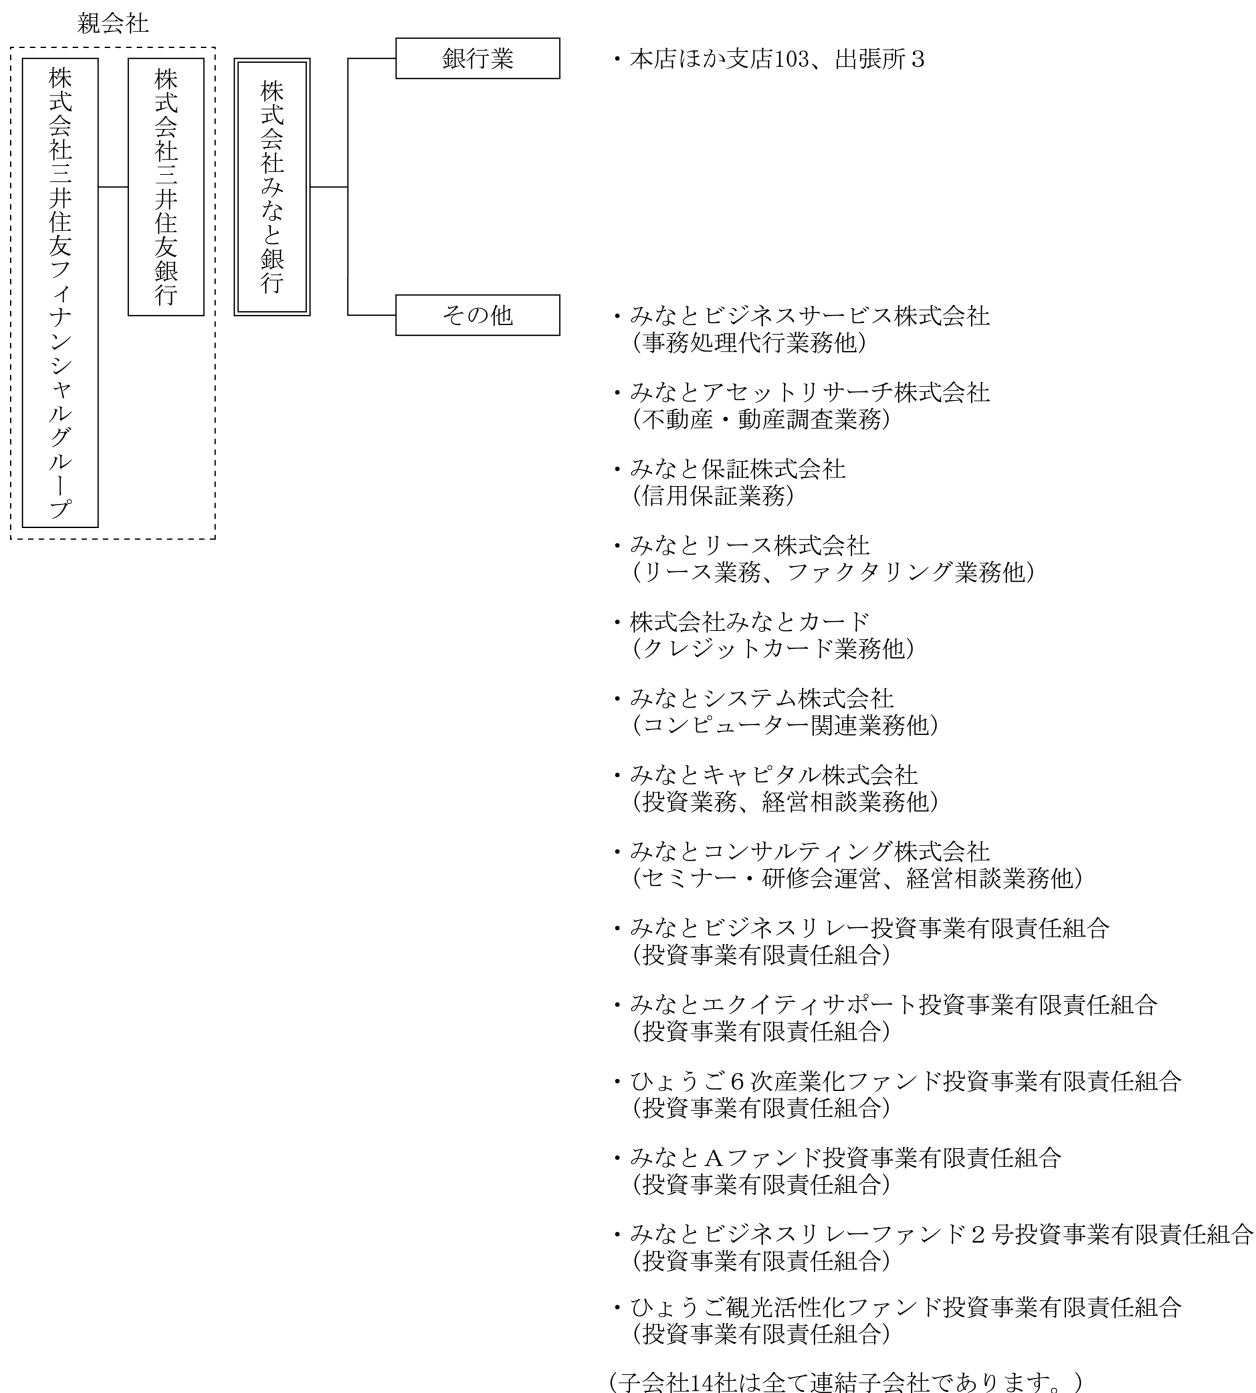 親会社
株式会社三井住友フィナンシャルグループ
株式会社三井住友銀行
株式会社みなと銀行
銀行業
・本店ほか支店103、出張所3
その他
・みなとビジネスサービス株式会社
(事務処理代行業務他)
・みなとアセットリサーチ株式会社
(不動産・動産調査業務)
・みなと保証株式会社
(信用保証業務)
・みなとリース株式会社
(リース業務、ファクタリング業務他)
・株式会社みなとカード
(クレジットカード業務他)
・みなとシステム株式会社
(コンピューター関連業務他)
・みなとキャピタル株式会社
(投資業務、経営相談業務他)
・みなとコンサルティング株式会社
(セミナー・研修会運営、経営相談業務他)
・みなとビジネスリレー投資事業有限責任組合
(投資事業有限責任組合)
・みなとエクイティサポート投資事業有限責任組合
(投資事業有限責任組合)
・ひょうご6次産業化ファンド投資事業有限責任組合
(投資事業有限責任組合)
・みなとAファンド投資事業有限責任組合
(投資事業有限責任組合)
・みなとビジネスリレーファンド2号投資事業有限責任組合
(投資事業有限責任組合)
・ひょうご観光活性化ファンド投資事業有限責任組合
(投資事業有限責任組合)
(子会社14社は全て連結子会社であります。)